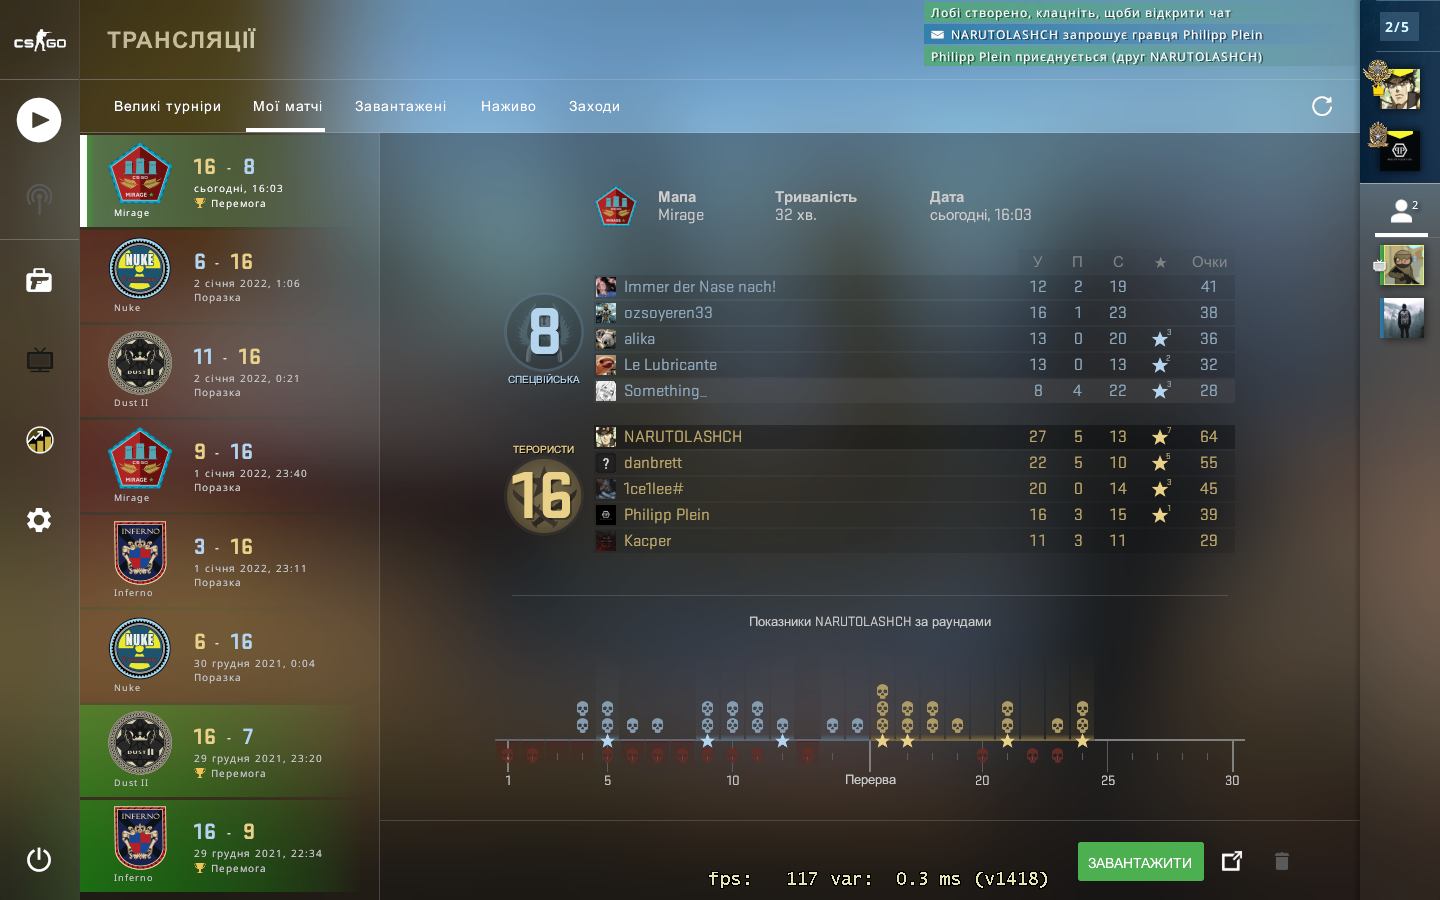 CS GO
ТРАНСЛЯЦІЇ
Лобі створено, клацніть, щоби відкрити чат
NARUTOLASHCH запрошує гравця Philipp Plein
Philipp Plein приєднується (друг NARUTOLASHCH)
2/5
Великі турніри
Мої матчі
Завантажені
Наживо
Заходи
16 - 8
сьогодні, 16:03
Перемога
Mirage
6 - 16
2 січня 2022, 1:06
Поразка
Nuke
11 - 16
2 січня 2022, 0:21
Поразка
Dust II
9 - 16
1 січня 2022, 23:40
Поразка
Mirage
3 - 16
1 січня 2022, 23:11
Поразка
Inferno
6 - 16
30 грудня 2021, 0:04
Поразка
Nuke
16 - 7
29 грудня 2021, 23:20
Перемога
Dust II
16 - 9
29 грудня 2021, 22:34
Перемога
Inferno
Мапа
Mirage
Тривалість
32 хв.
Дата
сьогодні, 16:03
У П С ★ Очки
8
СПЕЦВІЙСЬКА
Immer der Nase nach! 12 2 19 41
ozsoyeren33 16 1 23 38
alika 13 0 20 ★3 36
Le Lubricante 13 0 13 ★2 32
Something_ 8 4 22 ★3 28
ТЕРОРИСТИ
16
NARUTOLASHCH 27 5 13 ★7 64
danbrett 22 5 10 ★5 55
1ce1lee# 20 0 14 ★3 45
Philipp Plein 16 3 15 ★1 39
Kacper 11 3 11 29
Показники NARUTOLASHCH за раундами
1 5 10 Перерва 20 25 30
ЗАВАНТАЖИТИ
fps: 117 var: 0.3 ms (v1418)
2